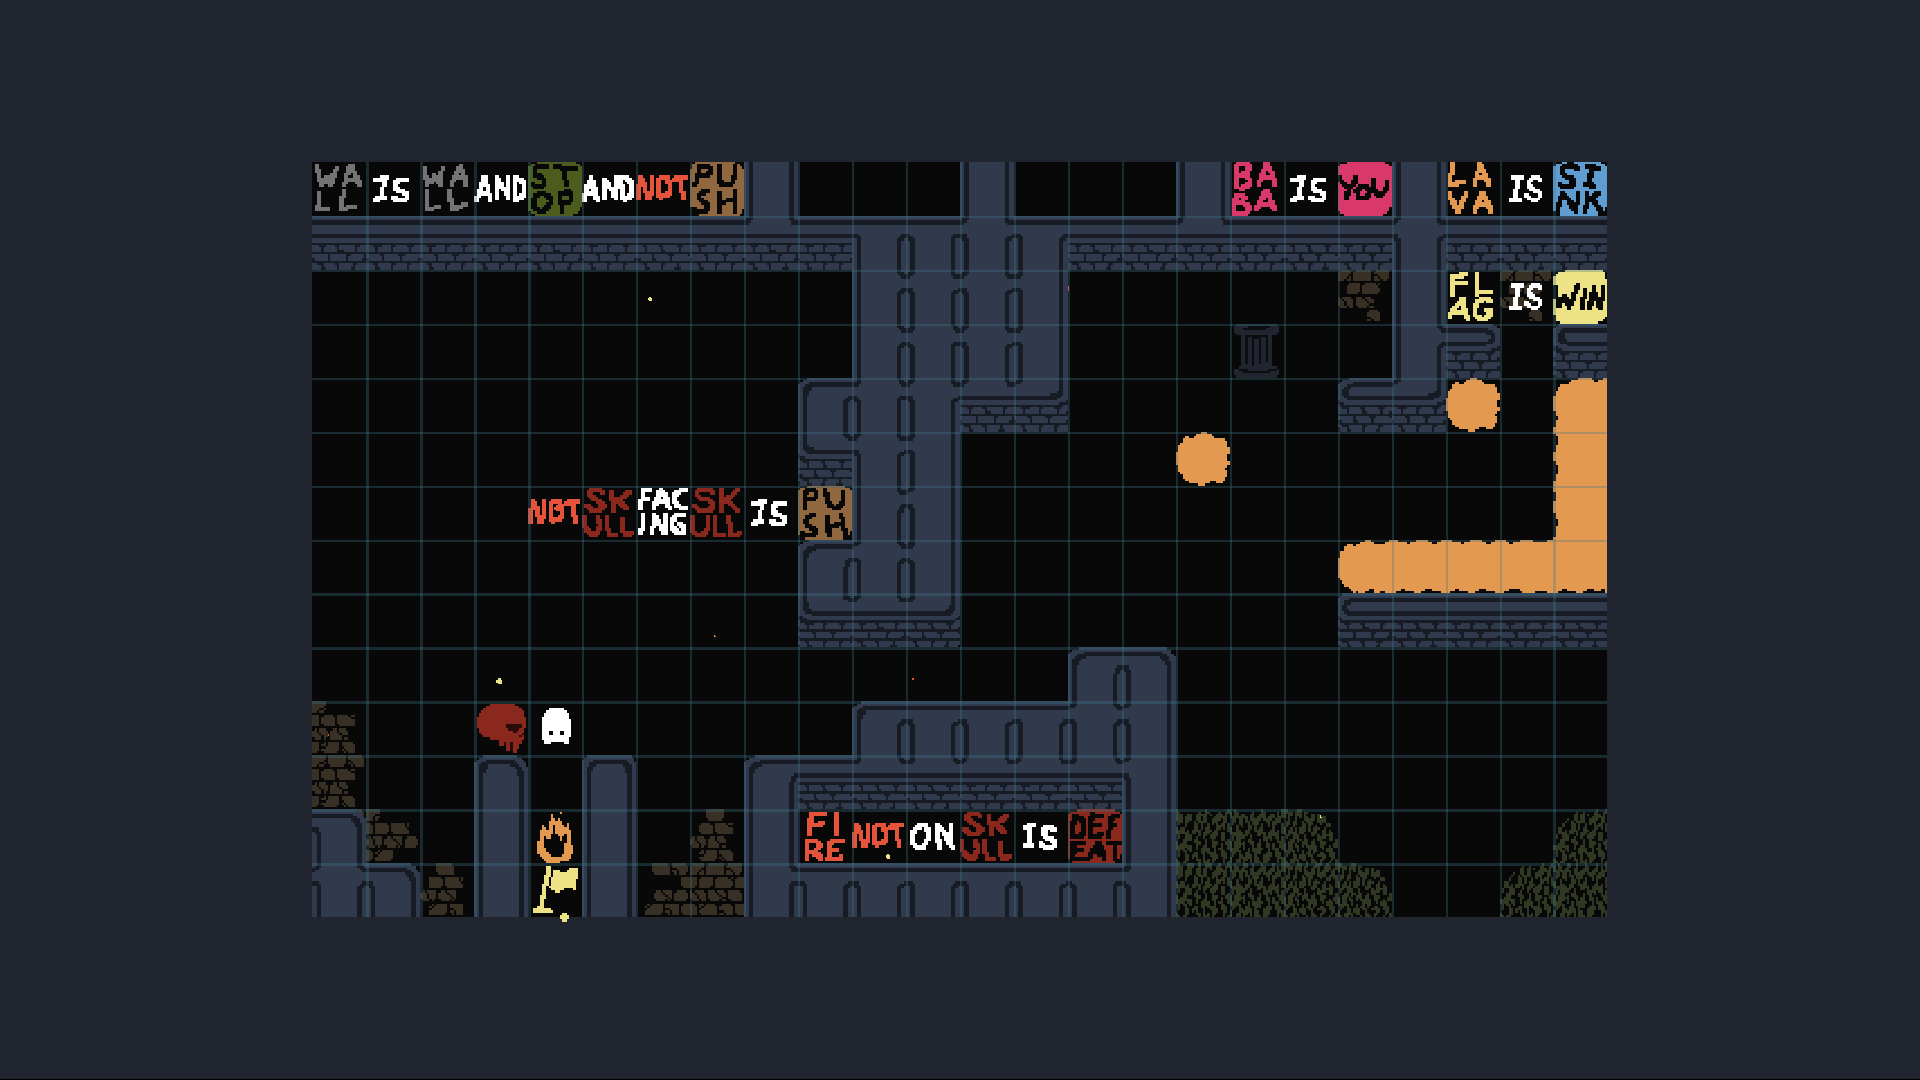 WALL IS WALL AND STOP AND NOT PUSH
BABA IS YOU
LAVA IS SINK
FLAG IS WIN
NOT SKULL FACING SKULL IS PUSH
FIRE NOT ON SKULL IS DEFEAT